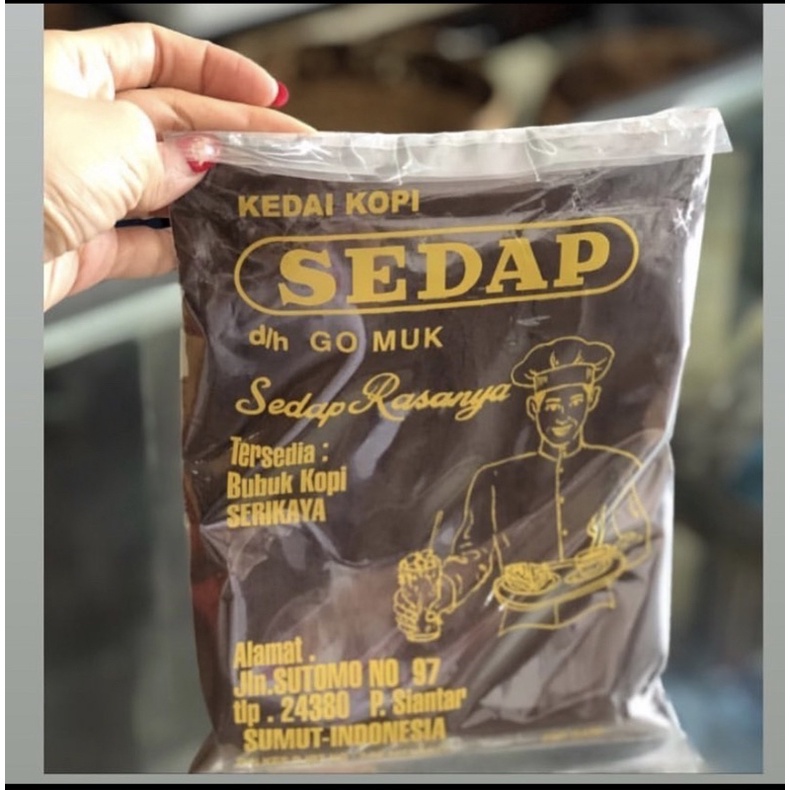 KEDAI KOPI
SEDAP
d/h GO MUK
Sedap Rasanya
Tersedia :
Bubuk Kopi
SERIKAYA
Alamat .
Jln.SUTOMO NO 97
tlp . 24380 P. Siantar
SUMUT-INDONESIA